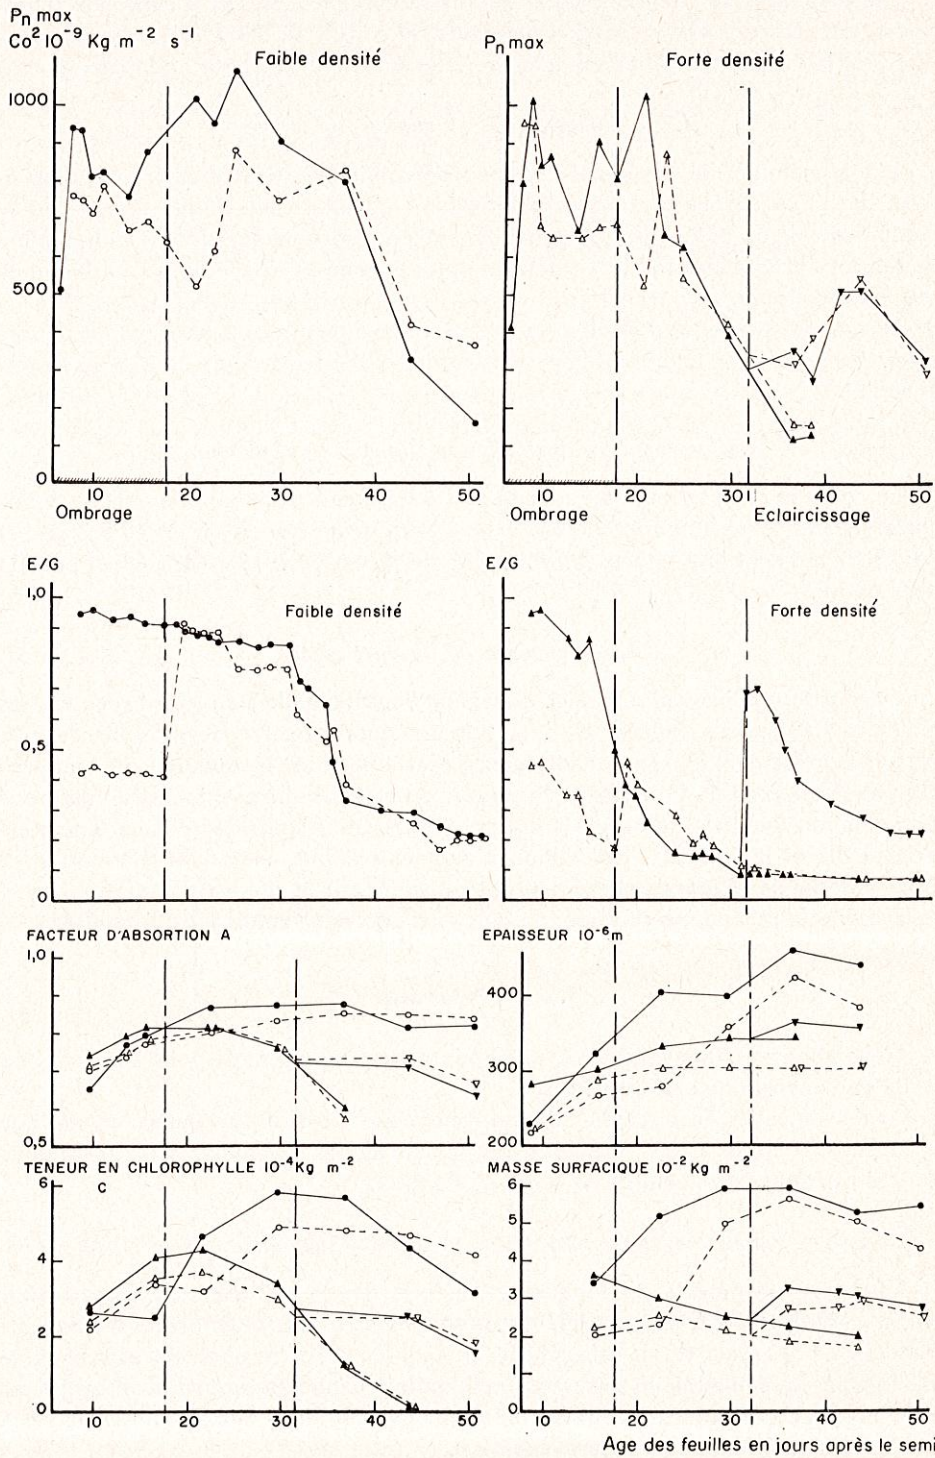 Pn max
Co² 10⁻⁹ Kg m⁻² s⁻¹
Faible densité
1000
500
0
10 20 30 40 50
Ombrage
Pn max
Forte densité
10 20 30 40 50
Ombrage Eclaircissage
E/G
1,0
Faible densité
0,5
0
E/G
Forte densité
FACTEUR D'ABSORTION A
1,0
0,5
EPAISSEUR 10⁻⁶m
400
300
200
TENEUR EN CHLOROPHYLLE 10⁻⁴Kg m⁻²
C
6
4
2
0
10 20 30 40 50
MASSE SURFACIQUE 10⁻² Kg m⁻²
6
5
3
2
1
0
10 20 30 40 50
Age des feuilles en jours après le semi